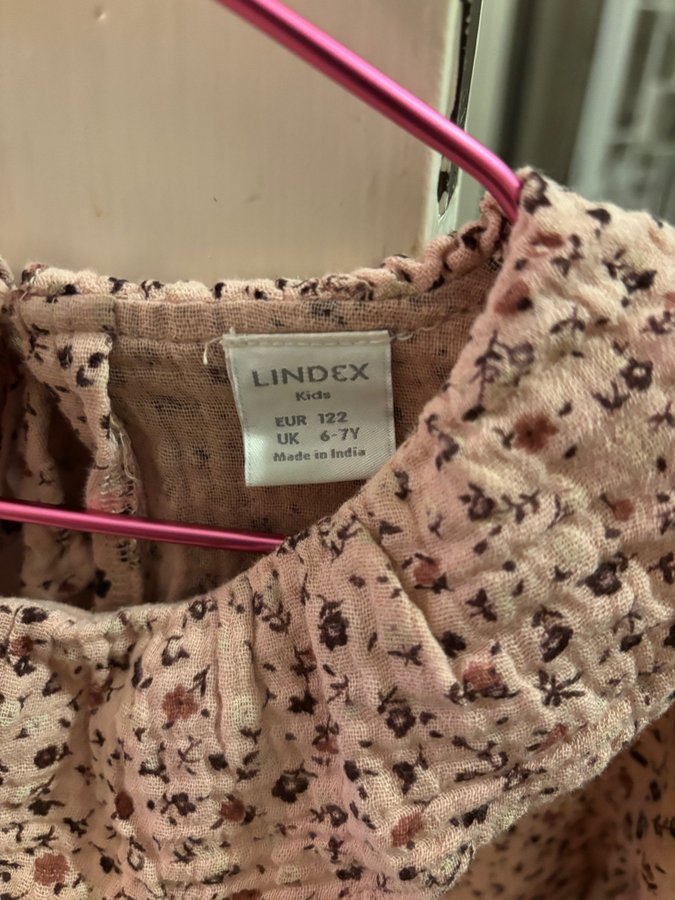 LINDEX
Kids
EUR 122
UK 6-7Y
Made in India